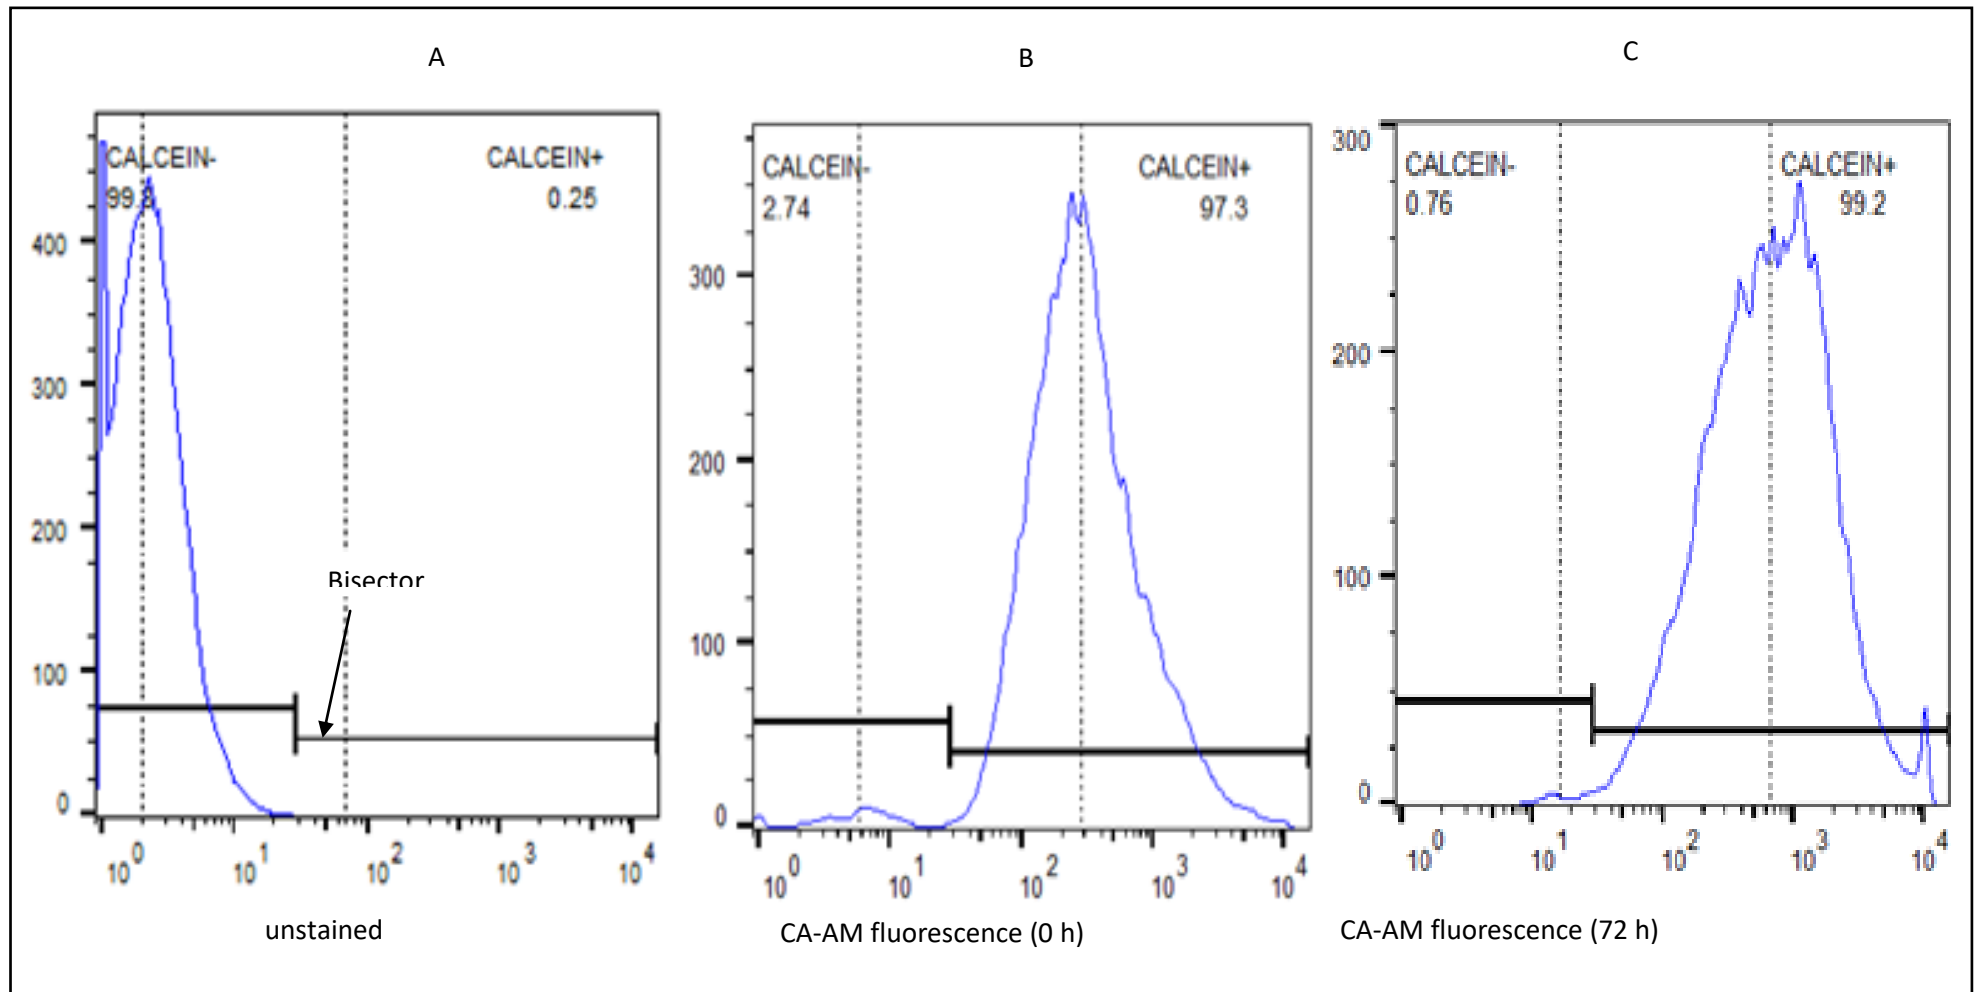 A
B
C
CALCEIN-
99.
CALCEIN+
0.25
400
300
200
100
0
Bisector
10^0 10^1 10^2 10^3 10^4
unstained
CALCEIN-
2.74
CALCEIN+
97.3
300
200
100
0
10^0 10^1 10^2 10^3 10^4
CA-AM fluorescence (0 h)
CALCEIN-
0.76
CALCEIN+
99.2
300
200
100
0
10^0 10^1 10^2 10^3 10^4
CA-AM fluorescence (72 h)